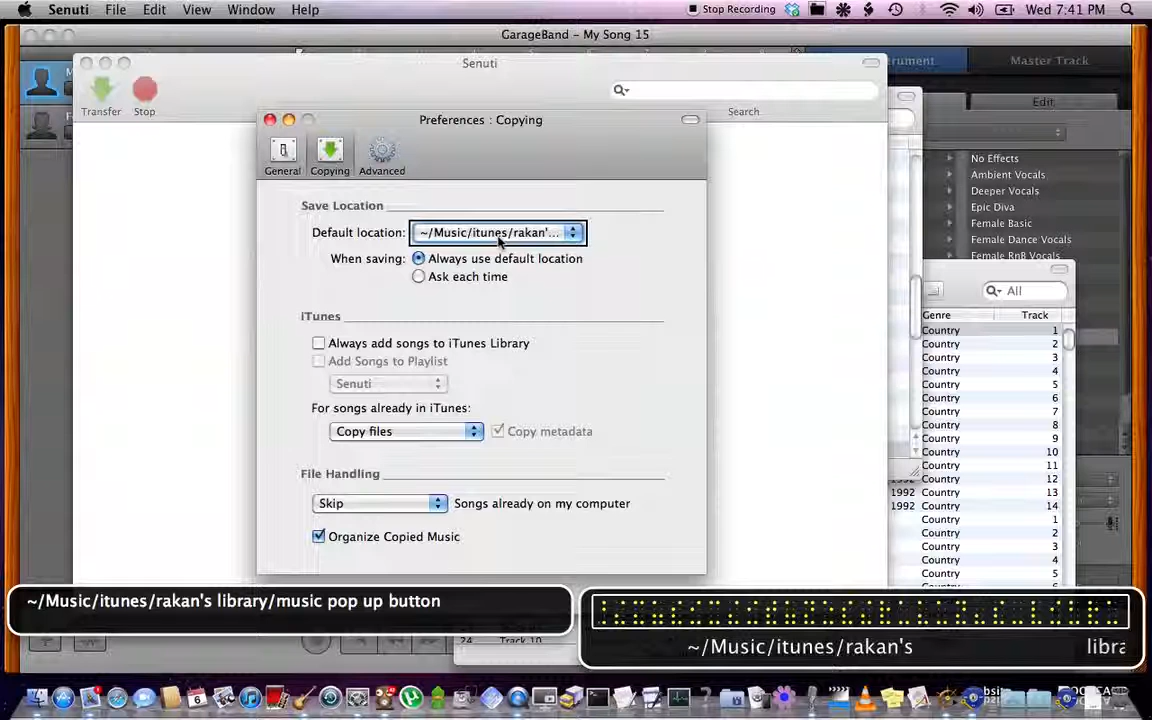 Senuti File Edit View Window Help
Stop Recording
Wed 7:41 PM
GarageBand - My Song 15
Senuti
Master Track
Transfer Stop
Search
Edit
Preferences : Copying
General Copying Advanced
Save Location
Default location: ~/Music/itunes/rakan'...
When saving: Always use default location
Ask each time
iTunes
Always add songs to iTunes Library
Add Songs to Playlist
Senuti
For songs already in iTunes:
Copy files Copy metadata
File Handling
Skip Songs already on my computer
Organize Copied Music
No Effects
Ambient Vocals
Deeper Vocals
Epic Diva
Female Basic
Female Dance Vocals
Female RnB Vocals
All
Genre Track
Country 1
Country 2
Country 3
Country 4
Country 5
Country 6
Country 7
Country 8
Country 9
Country 10
Country 11
Country 12
1992 Country 13
1992 Country 14
Country 1
Country 2
Country 3
Country 4
Country 5
~/Music/itunes/rakan's library/music pop up button
24 Track 10
~/Music/itunes/rakan's libra